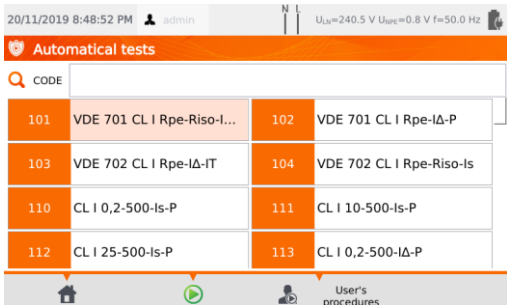 20/11/2019 8:48:52 PM admin N L ULN=240.5 V UNPE=0.8 V f=50.0 Hz
Automatical tests
CODE
101 VDE 701 CL I Rpe-Riso-I... 102 VDE 701 CL I Rpe-IΔ-P
103 VDE 702 CL I Rpe-IΔ-IT 104 VDE 702 CL I Rpe-Riso-Is
110 CL I 0,2-500-Is-P 111 CL I 10-500-Is-P
112 CL I 25-500-Is-P 113 CL I 0,2-500-IΔ-P
User's
procedures